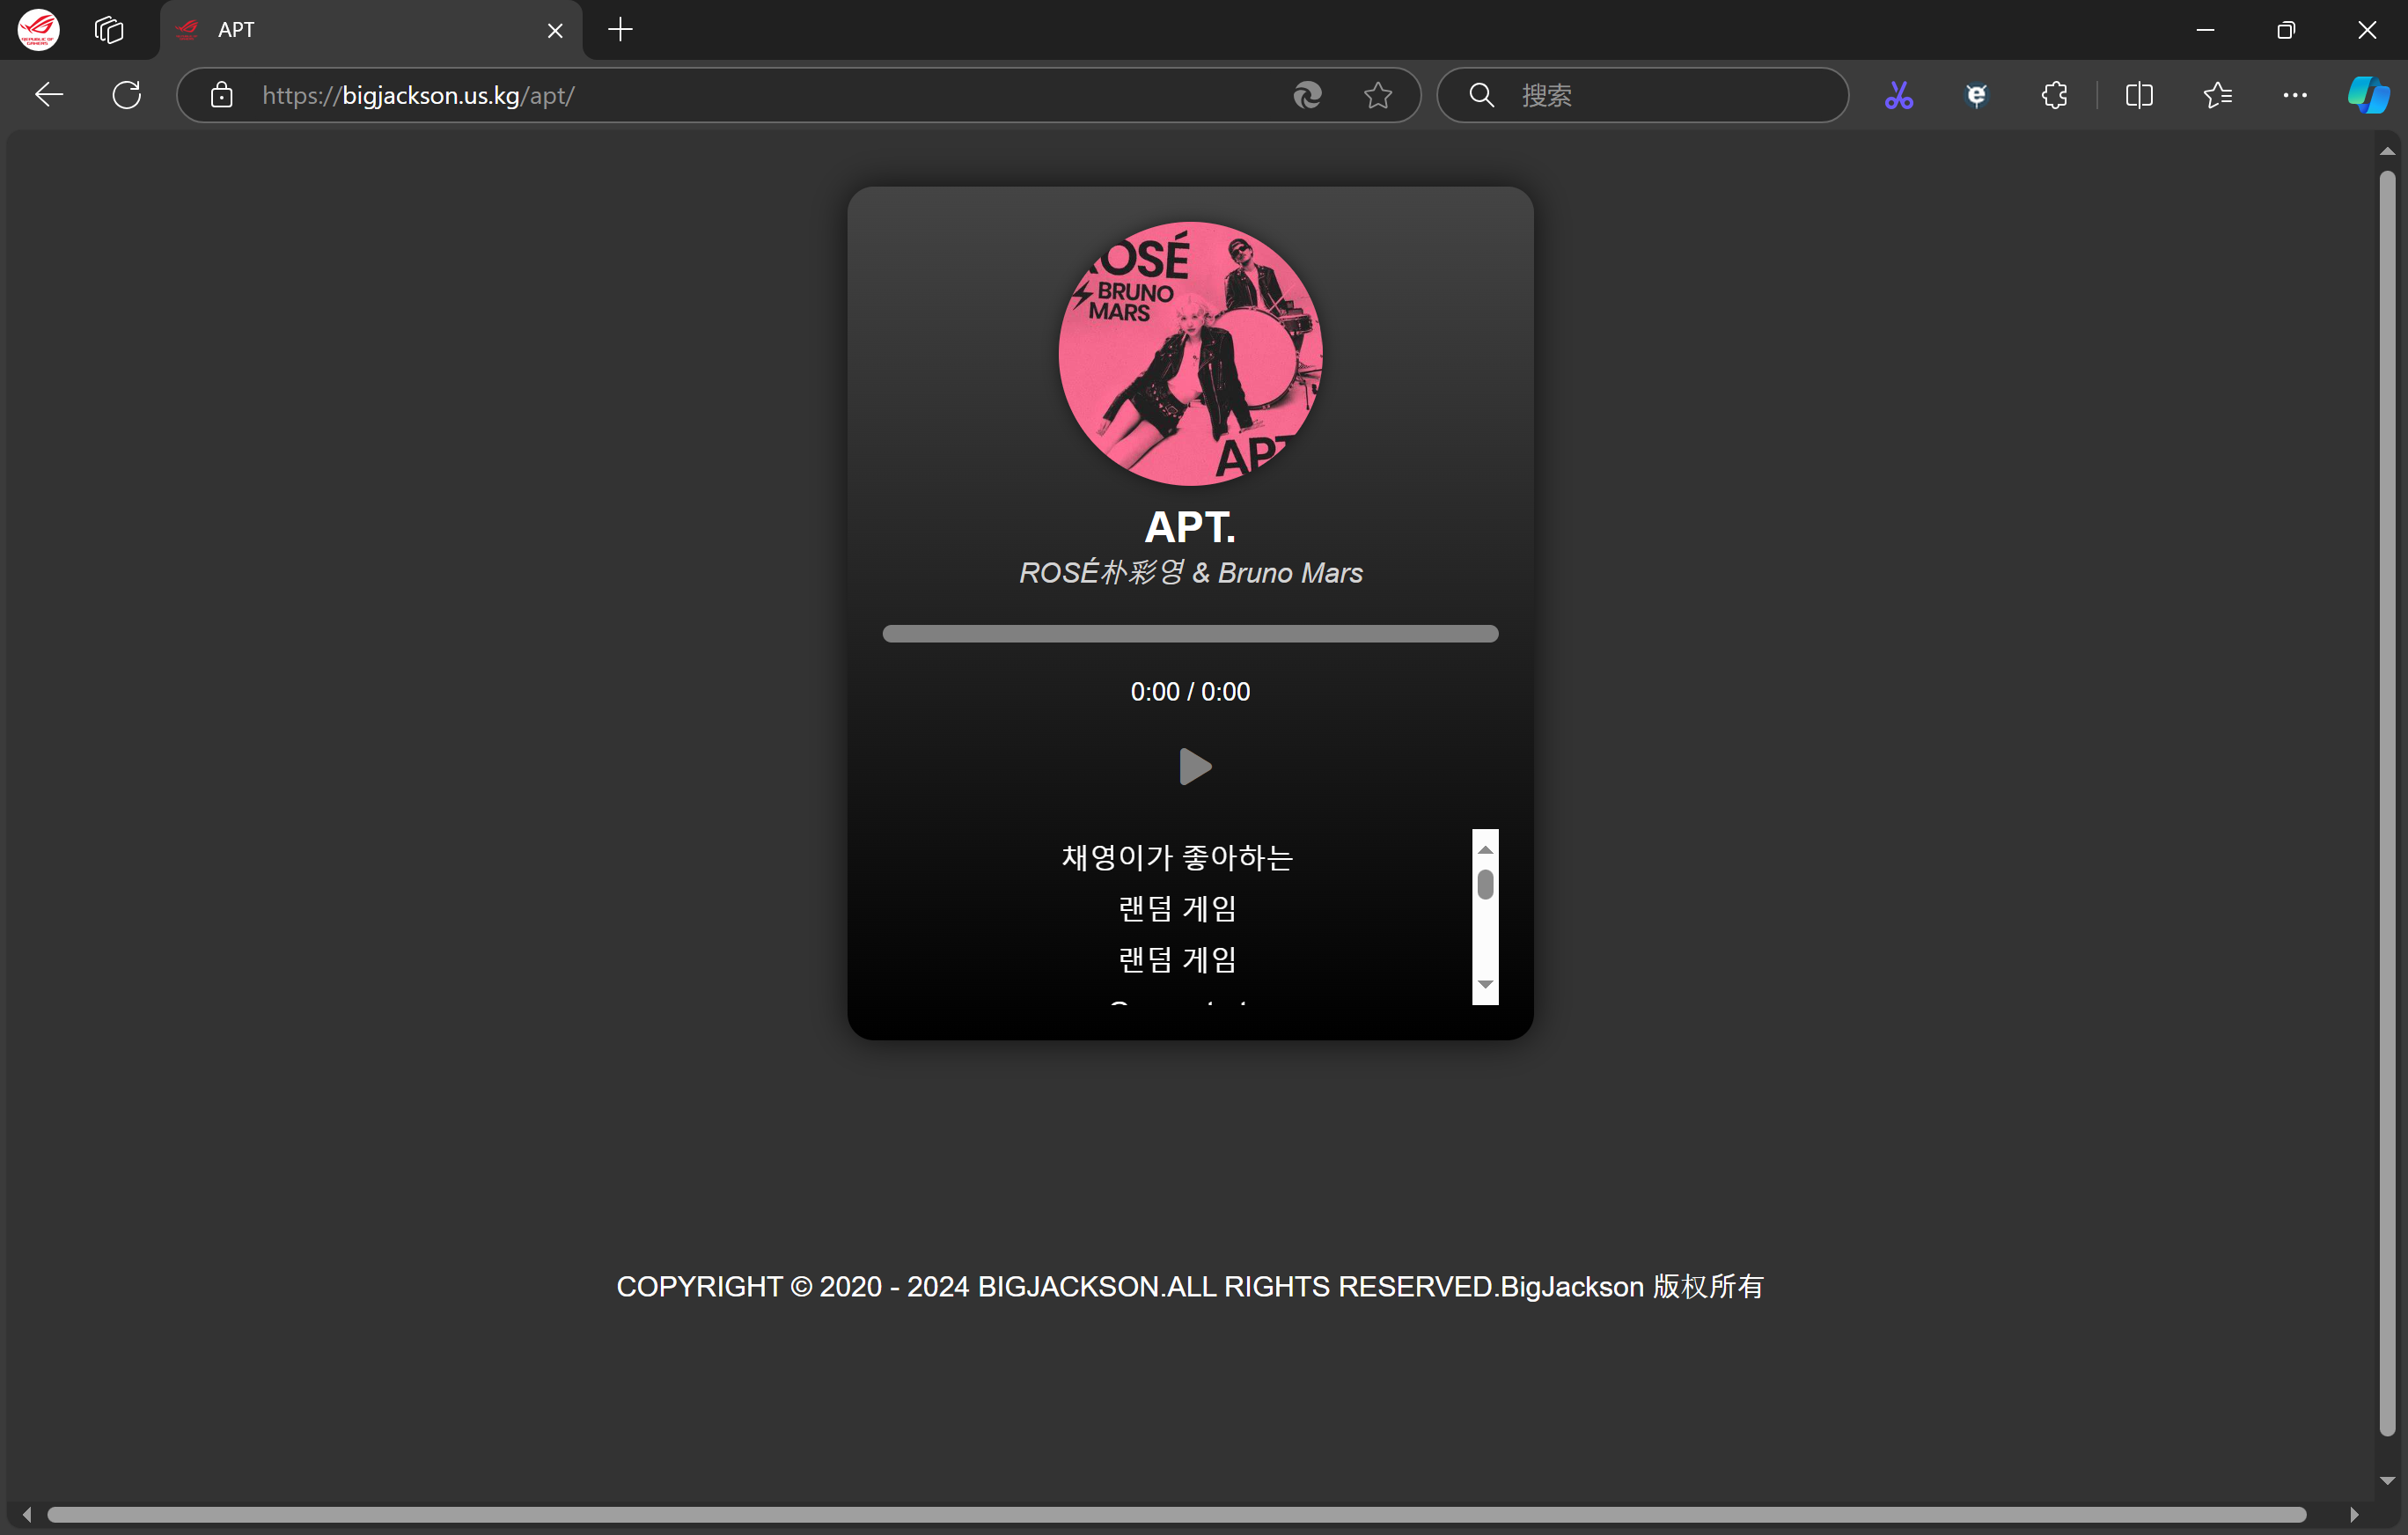 APT
https://bigjackson.us.kg/apt/
搜索
OSÉ
BRUNO
MARS
APT
APT.
ROSÉ朴彩영 & Bruno Mars
0:00 / 0:00
채영이가 좋아하는
랜덤 게임
랜덤 게임
COPYRIGHT © 2020 - 2024 BIGJACKSON.ALL RIGHTS RESERVED.BigJackson 版权所有